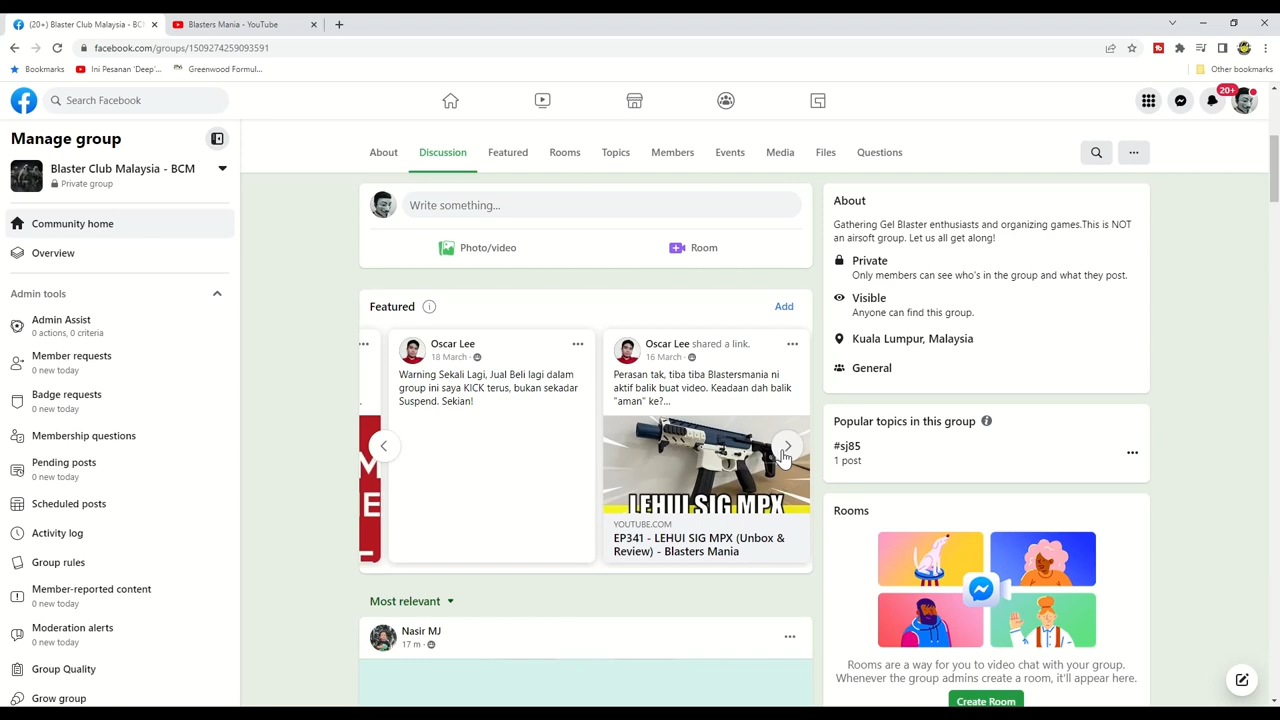 (20+) Blaster Club Malaysia - BC
Blasters Mania - YouTube
facebook.com/groups/1509274259093591
Bookmarks
Ini Pesanan 'Deep'...
Greenwood Formul...
Other bookmarks
Search Facebook
20+
Manage group
Blaster Club Malaysia - BCM
Private group
Community home
Overview
Admin tools
Admin Assist
0 actions, 0 criteria
Member requests
0 new today
Badge requests
0 new today
Membership questions
Pending posts
0 new today
Scheduled posts
Activity log
Group rules
Member-reported content
0 new today
Moderation alerts
0 new today
Group Quality
Grow group
About
Discussion
Featured
Rooms
Topics
Members
Events
Media
Files
Questions
Write something...
Photo/video
Room
Featured
Add
Oscar Lee
18 March
Warning Sekali Lagi, Jual Beli lagi dalam
group ini saya KICK terus, bukan sekadar
Suspend. Sekian!
Oscar Lee shared a link.
16 March
Perasan tak, tiba tiba Blastersmania ni
aktif balik buat video. Keadaan dah balik
"aman" ke?...
LEHUI SIG MPX
YOUTUBE.COM
EP341 - LEHUI SIG MPX (Unbox &
Review) - Blasters Mania
Most relevant
Nasir MJ
17 m
About
Gathering Gel Blaster enthusiasts and organizing games.This is NOT
an airsoft group. Let us all get along!
Private
Only members can see who's in the group and what they post.
Visible
Anyone can find this group.
Kuala Lumpur, Malaysia
General
Popular topics in this group
#sj85
1 post
Rooms
Rooms are a way for you to video chat with your group.
Whenever the group admins create a room, it'll appear here.
Create Room